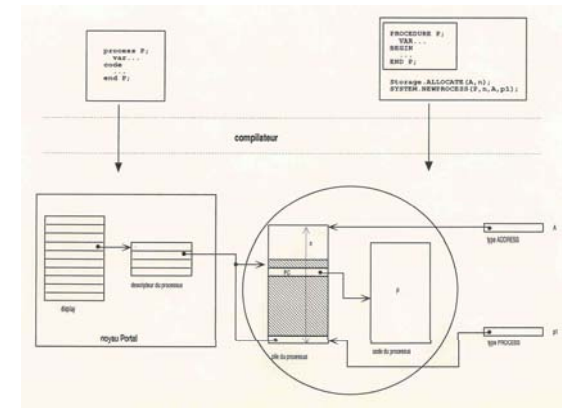 process P;
var...
code
...
end P;
PROCEDURE P;
VAR...
BEGIN
...
END P;
Storage.ALLOCATE(A,n);
SYSTEM.NEWPROCESS(P,n,A,p1);
compilateur
display
descripteur du processus
noyau Portal
PC
pile du processus
P
code du processus
A
type ADDRESS
p1
type PROCESS